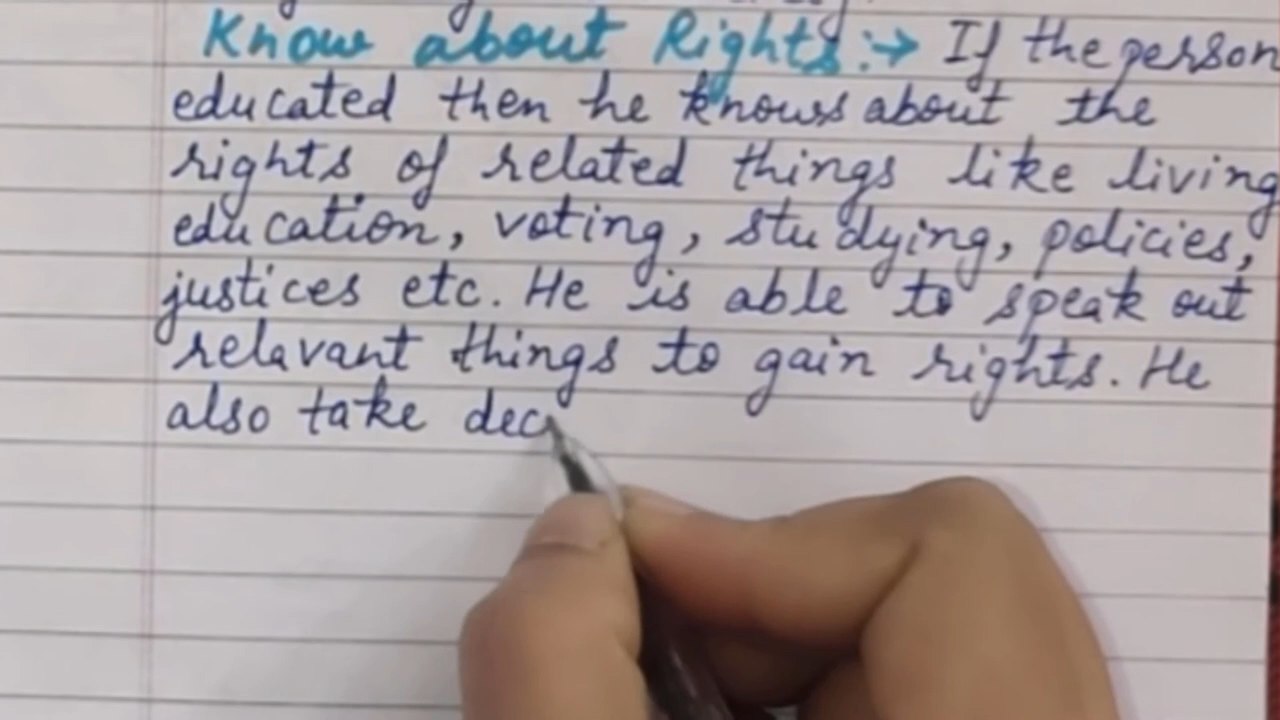 Know about Rights:→ If the person
educated then he knows about the
rights of related things like living
education, voting, studying, policies,
justices etc. He is able to speak out
relavant things to gain rights. He
also take dec